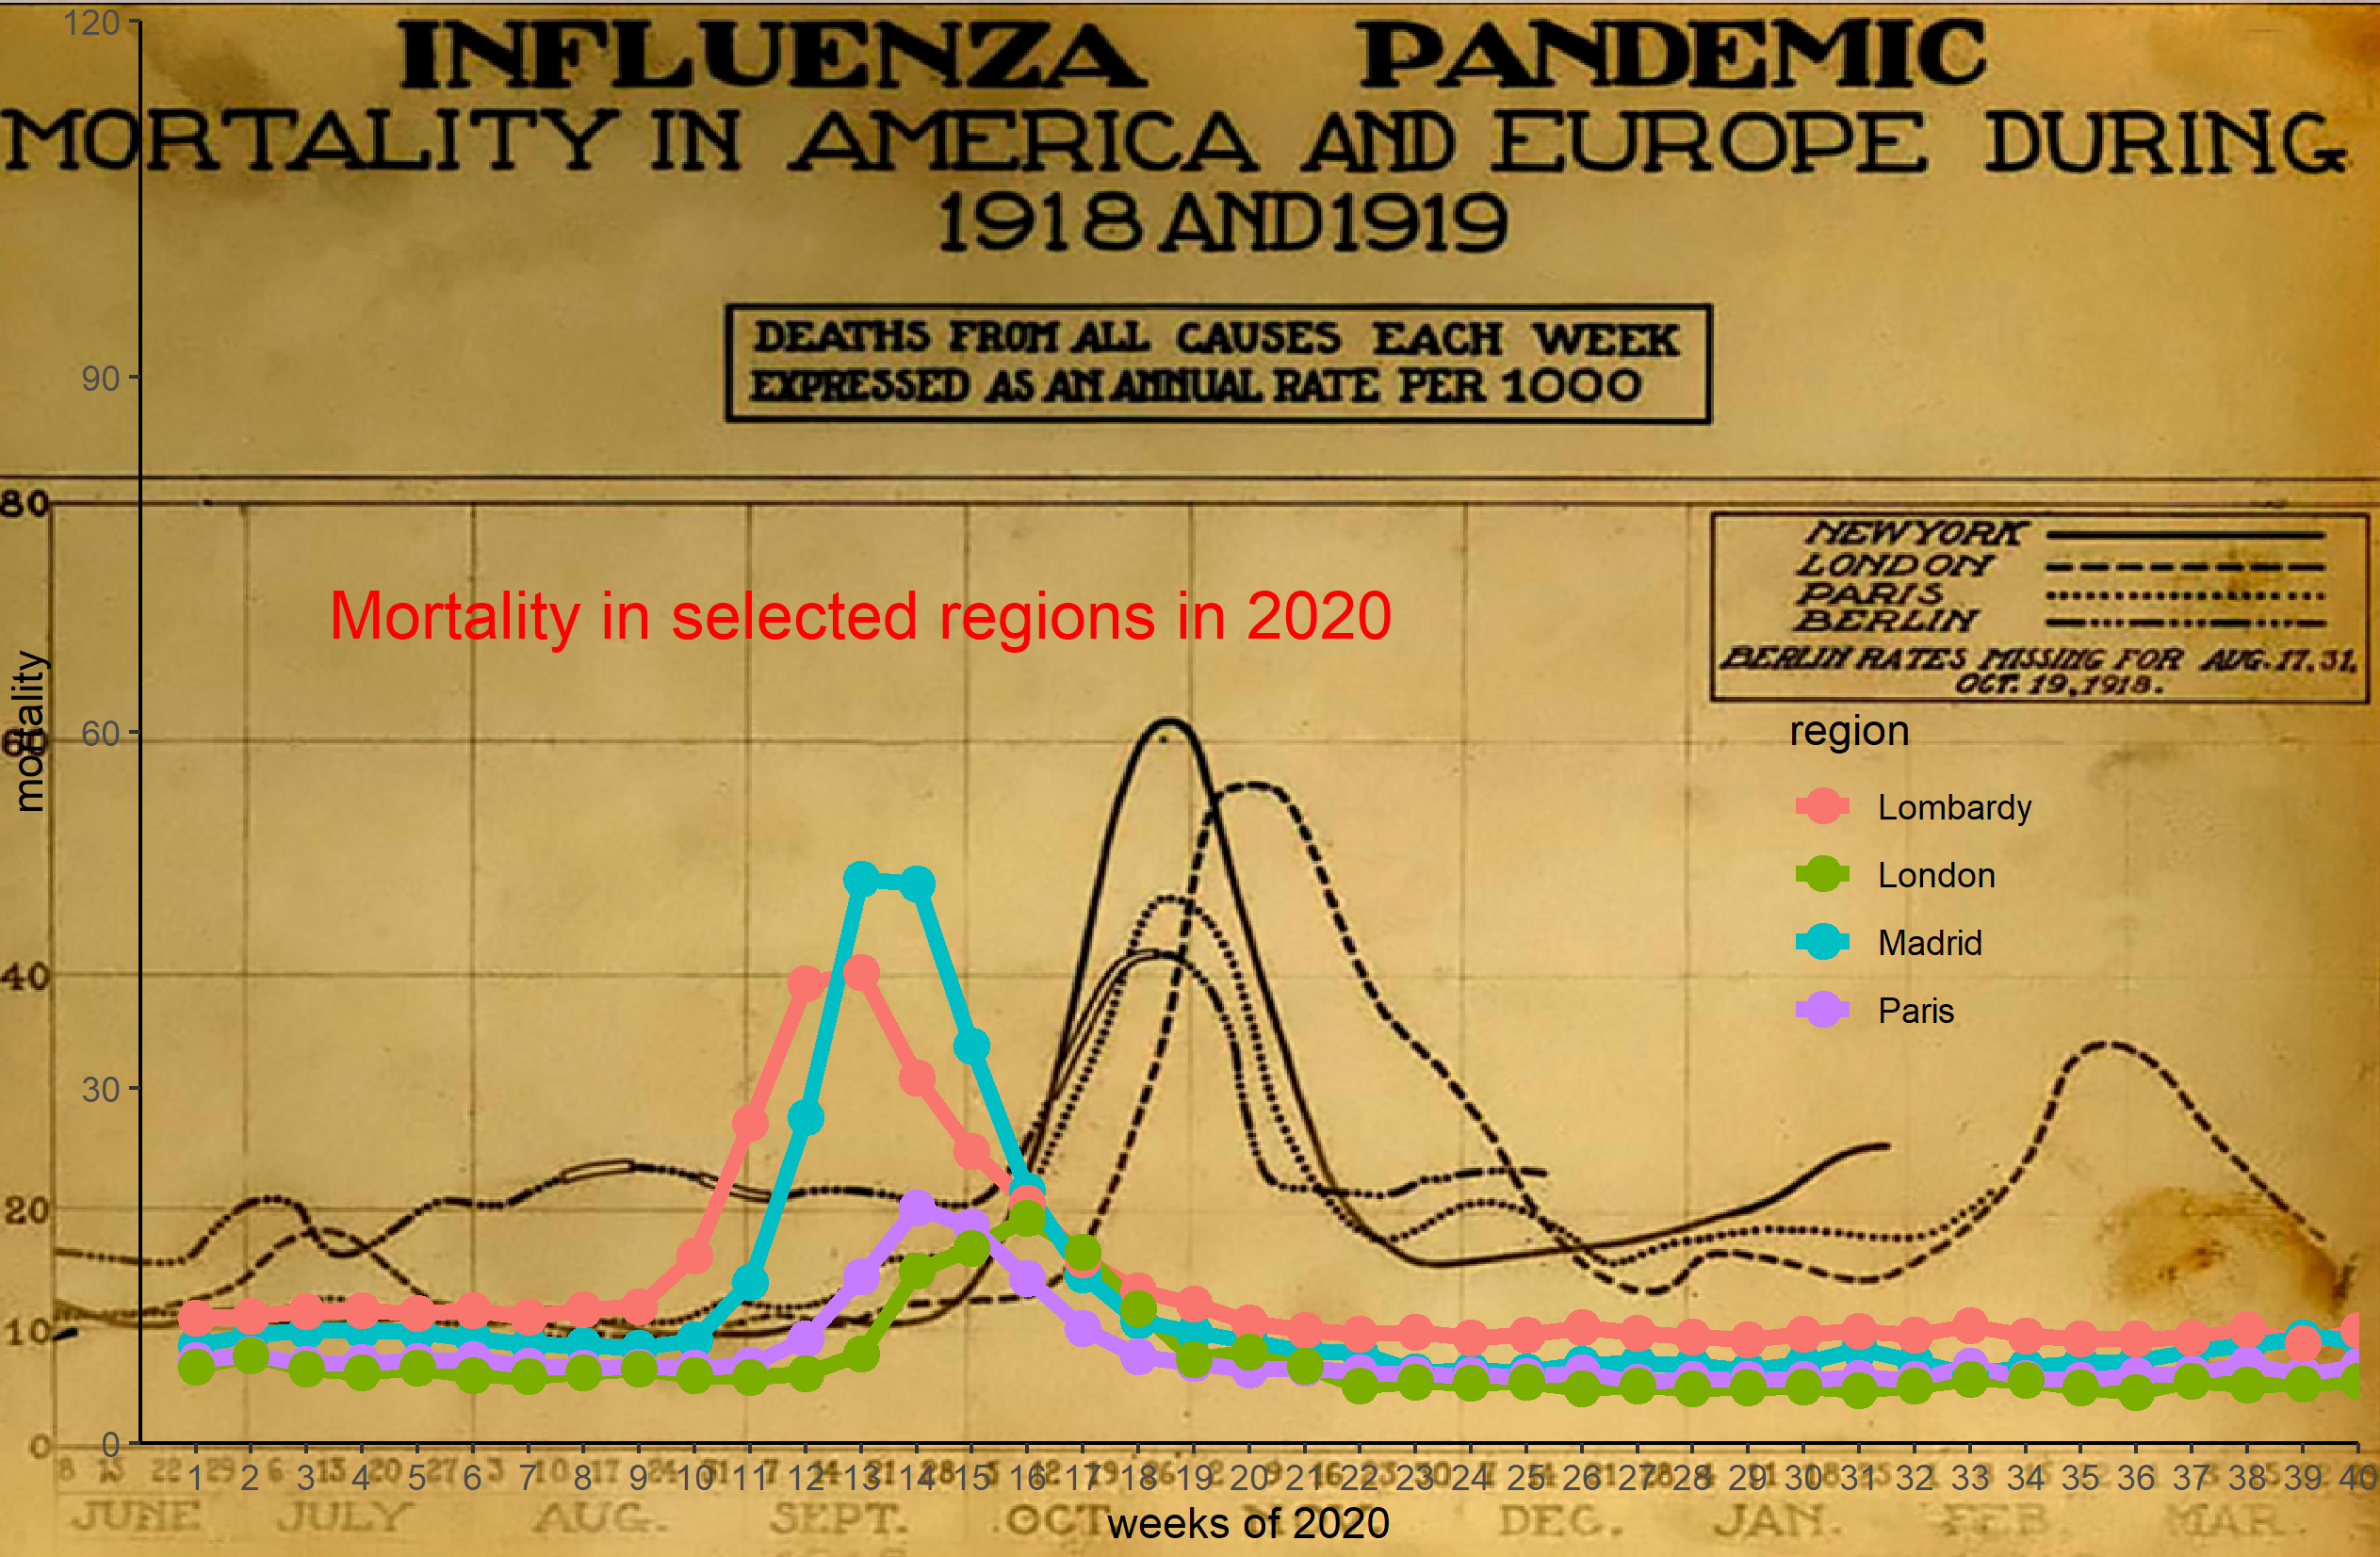 120
INFLUENZA PANDEMIC
MORTALITY IN AMERICA AND EUROPE DURING
1918 AND 1919
DEATHS FROM ALL CAUSES EACH WEEK
EXPRESSED AS AN ANNUAL RATE PER 1000
90
80
NEW YORK
LONDON
PARIS
BERLIN
BERLIN RATES MISSING FOR AUG. 17. 31.
OCT. 19, 1918.
Mortality in selected regions in 2020
mortality
60
60
region
Lombardy
London
Madrid
Paris
40
30
20
10
0
0
1 2 3 4 5 6 7 8 9 10 11 12 13 14 15 16 17 18 19 20 21 22 23 24 25 26 27 28 29 30 31 32 33 34 35 36 37 38 39 40
JUNE JULY AUG. SEPT. OCT DEC. JAN. FEB MAR.
weeks of 2020